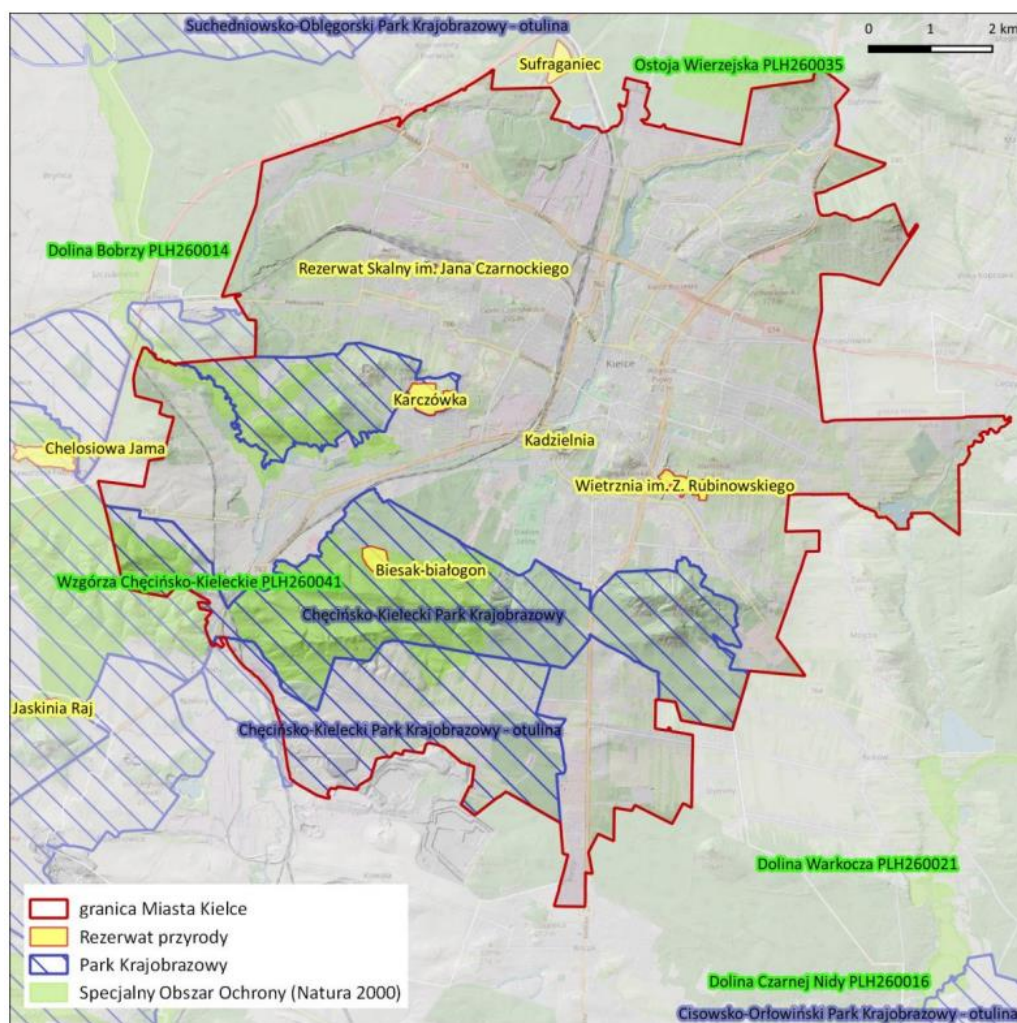 Suchedniowsko-Oblęgorski Park Krajobrazowy - otulina
0 1 2 km
Sufraganiec
Ostoja Wierzejska PLH260035
Dolina Bobrzy PLH260014
Rezerwat Skalny im. Jana Czarnockiego
Kielce
Karczówka
Kadzielnia
Chelosiowa Jama
Wietrznia im. Z. Rubinowskiego
Biesak-białogon
Wzgórza Chęcińsko-Kieleckie PLH260041
Chęcińsko-Kielecki Park Krajobrazowy
Jaskinia Raj
Chęcińsko-Kielecki Park Krajobrazowy - otulina
Dolina Warkocza PLH260021
granica Miasta Kielce
Rezerwat przyrody
Park Krajobrazowy
Specjalny Obszar Ochrony (Natura 2000)
Dolina Czarnej Nidy PLH260016
Cisowsko-Orłowiński Park Krajobrazowy - otulina